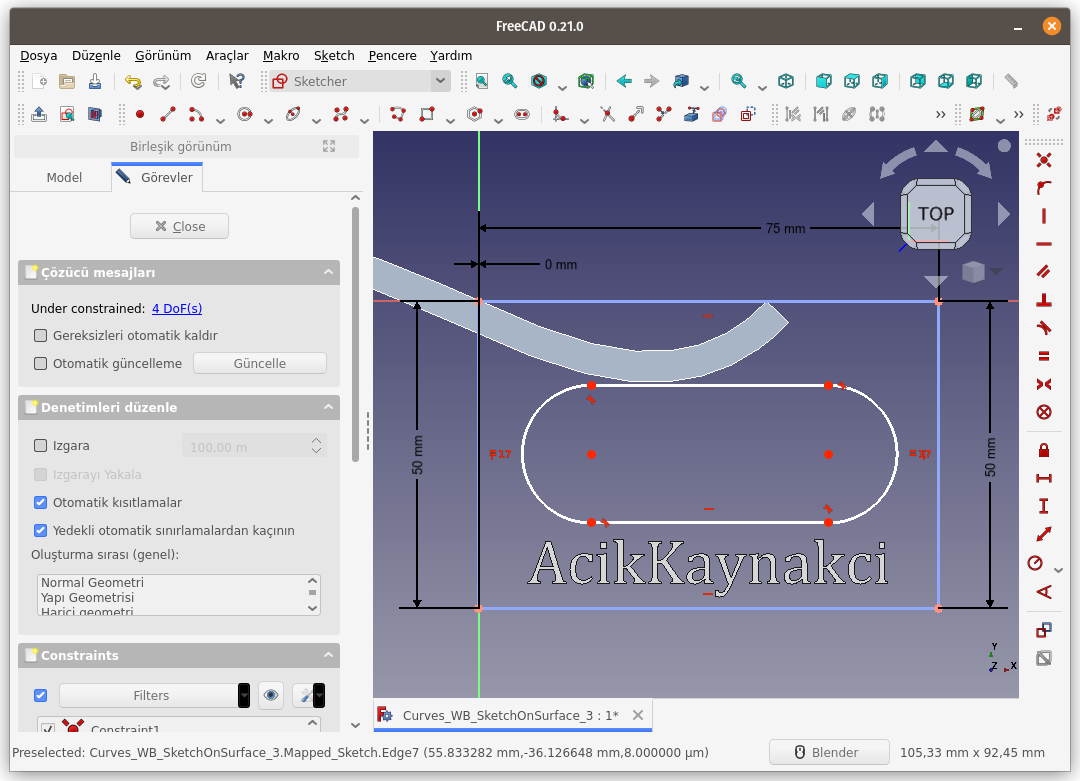 FreeCAD 0.21.0
Dosya Düzenle Görünüm Araçlar Makro Sketch Pencere Yardım
Sketcher
Birleşik görünüm
Model Görevler
Close
Çözücü mesajları
Under constrained: 4 DoF(s)
Gereksizleri otomatik kaldır
Otomatik güncelleme Güncelle
Denetimleri düzenle
Izgara 100.00 m
Izgarayı Yakala
Otomatik kısıtlamalar
Yedekli otomatik sınırlamalardan kaçının
Oluşturma sırası (genel):
Normal Geometri
Yapı Geometrisi
Harici geometri
Constraints
Filters
Constraint1
TOP
75 mm
0 mm
50 mm
50 mm
17
17
AcikKaynakci
Y
Z X
Curves_WB_SketchOnSurface_3 : 1*
Preselected: Curves_WB_SketchOnSurface_3.Mapped_Sketch.Edge7 (55.833282 mm,-36.126648 mm,8.000000 µm)
Blender
105,33 mm x 92,45 mm